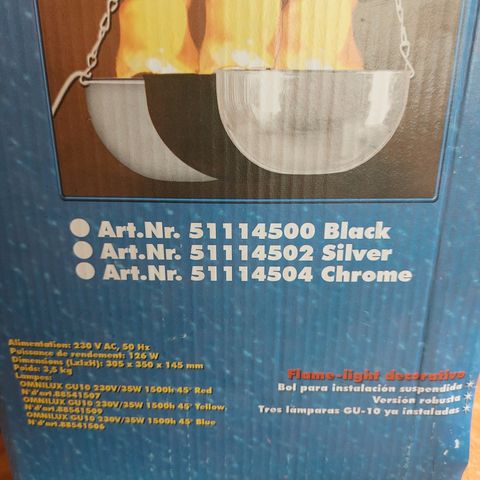 Art.Nr. 51114500 Black
Art.Nr. 51114502 Silver
Art.Nr. 51114504 Chrome
Alimentation: 230 V AC, 50 Hz
Puissance de rendement: 126 W
Dimensions (LxlxH): 305 x 350 x 145 mm
Poids: 3,5 kg
Lampes:
OMNILUX GU10 230V/35W 1500h 45° Red
N°d'art.88541507
OMNILUX GU10 230V/35W 1500h 45° Yellow,
N°d'art.88541509
OMNILUX GU10 230V/35W 1500h 45° Blue
N°d'art.88541506
Flame-light decorativo
Bol para instalación suspendida *
Versión robusta *
Tres lámparas GU-10 ya instaladas *